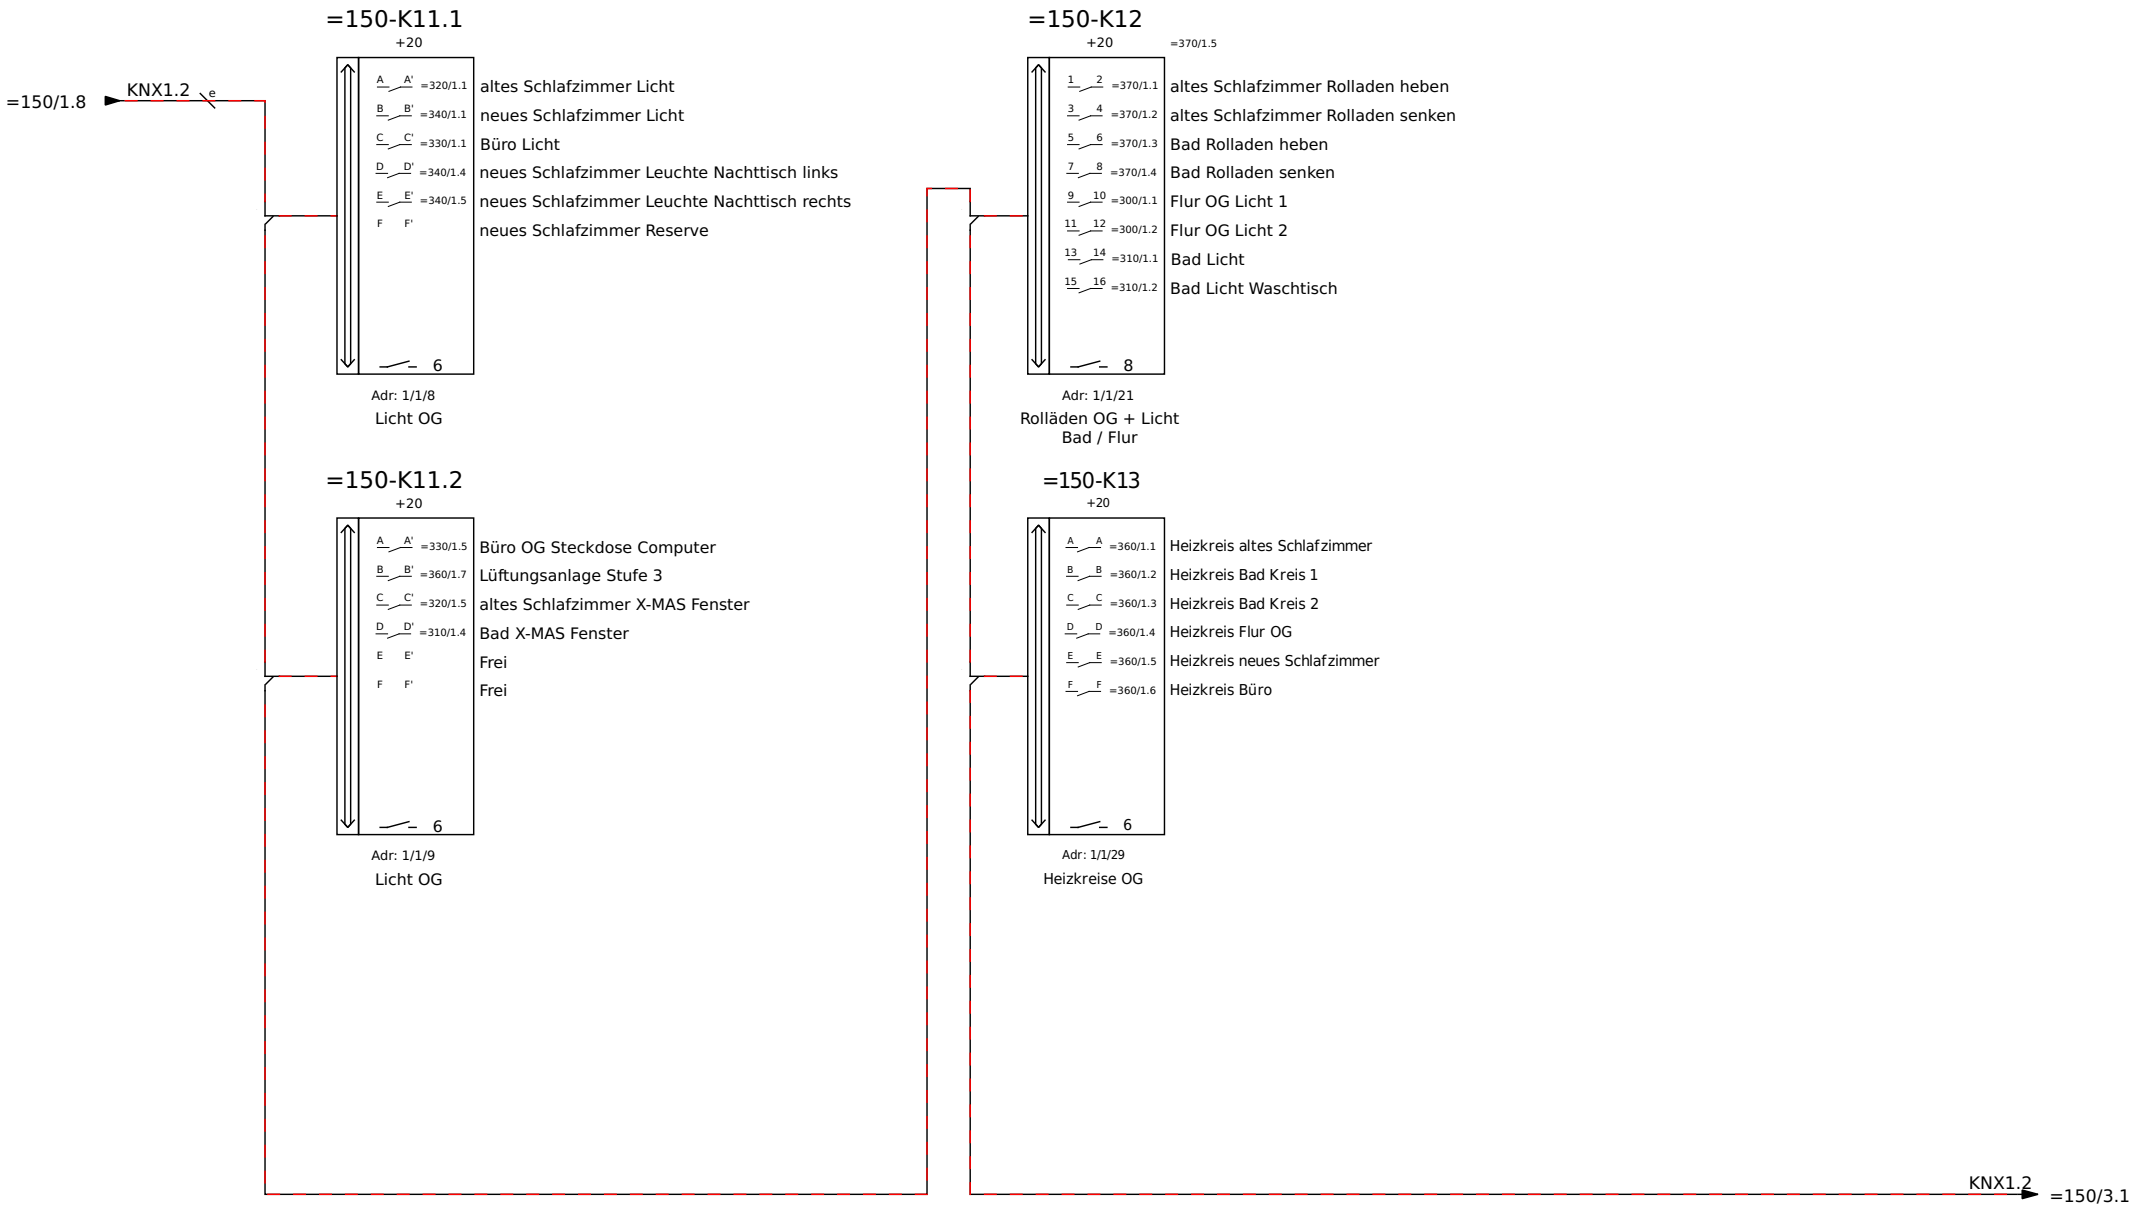 =150/1.8
KNX1.2
e
=150-K11.1
+20
A A' =320/1.1 altes Schlafzimmer Licht
B B' =340/1.1 neues Schlafzimmer Licht
C C' =330/1.1 Büro Licht
D D' =340/1.4 neues Schlafzimmer Leuchte Nachttisch links
E E' =340/1.5 neues Schlafzimmer Leuchte Nachttisch rechts
F F' neues Schlafzimmer Reserve
6
Adr: 1/1/8
Licht OG
=150-K11.2
+20
A A' =330/1.5 Büro OG Steckdose Computer
B B' =360/1.7 Lüftungsanlage Stufe 3
C C' =320/1.5 altes Schlafzimmer X-MAS Fenster
D D' =310/1.4 Bad X-MAS Fenster
E E' Frei
F F' Frei
6
Adr: 1/1/9
Licht OG
=150-K12
+20
=370/1.5
1 2 =370/1.1 altes Schlafzimmer Rolladen heben
3 4 =370/1.2 altes Schlafzimmer Rolladen senken
5 6 =370/1.3 Bad Rolladen heben
7 8 =370/1.4 Bad Rolladen senken
9 10 =300/1.1 Flur OG Licht 1
11 12 =300/1.2 Flur OG Licht 2
13 14 =310/1.1 Bad Licht
15 16 =310/1.2 Bad Licht Waschtisch
8
Adr: 1/1/21
Rolläden OG + Licht
Bad / Flur
=150-K13
+20
A A =360/1.1 Heizkreis altes Schlafzimmer
B B =360/1.2 Heizkreis Bad Kreis 1
C C =360/1.3 Heizkreis Bad Kreis 2
D D =360/1.4 Heizkreis Flur OG
E E =360/1.5 Heizkreis neues Schlafzimmer
F F =360/1.6 Heizkreis Büro
6
Adr: 1/1/29
Heizkreise OG
KNX1.2
=150/3.1